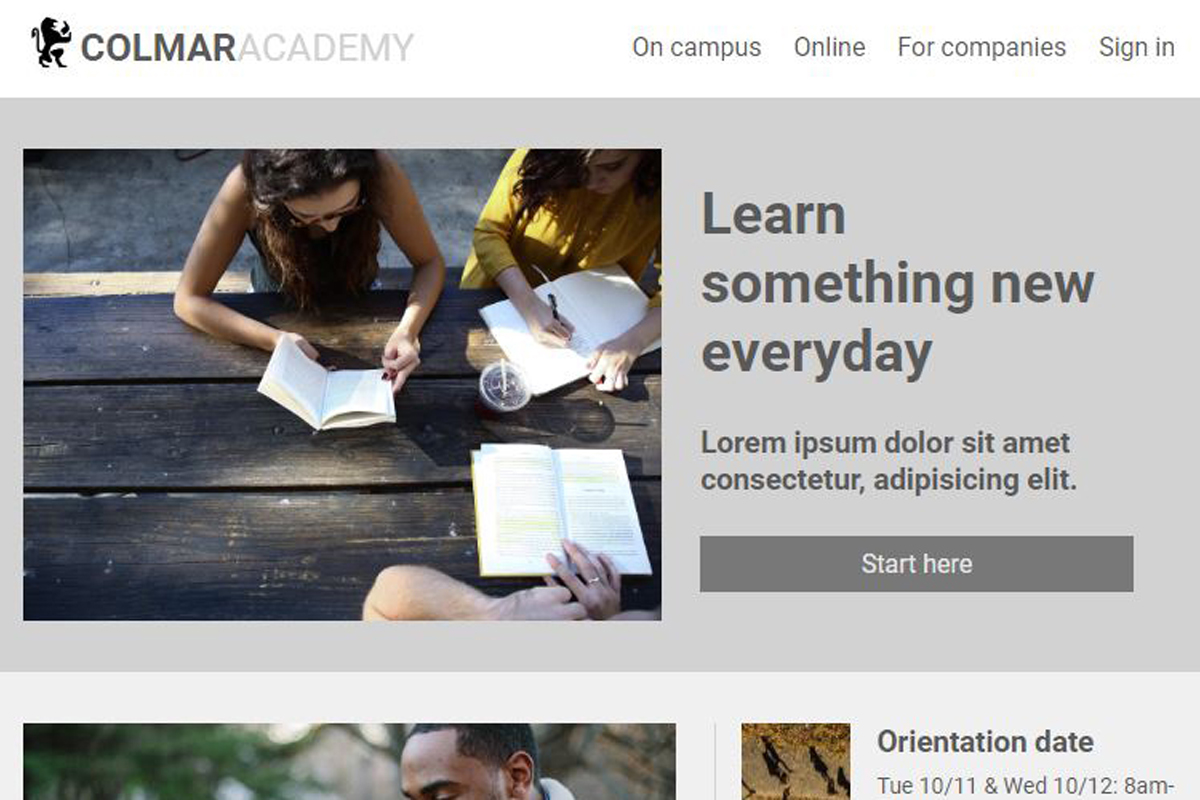 COLMARACADEMY
On campus Online For companies Sign in
Learn
something new
everyday
Lorem ipsum dolor sit amet
consectetur, adipisicing elit.
Start here
Orientation date
Tue 10/11 & Wed 10/12: 8am-